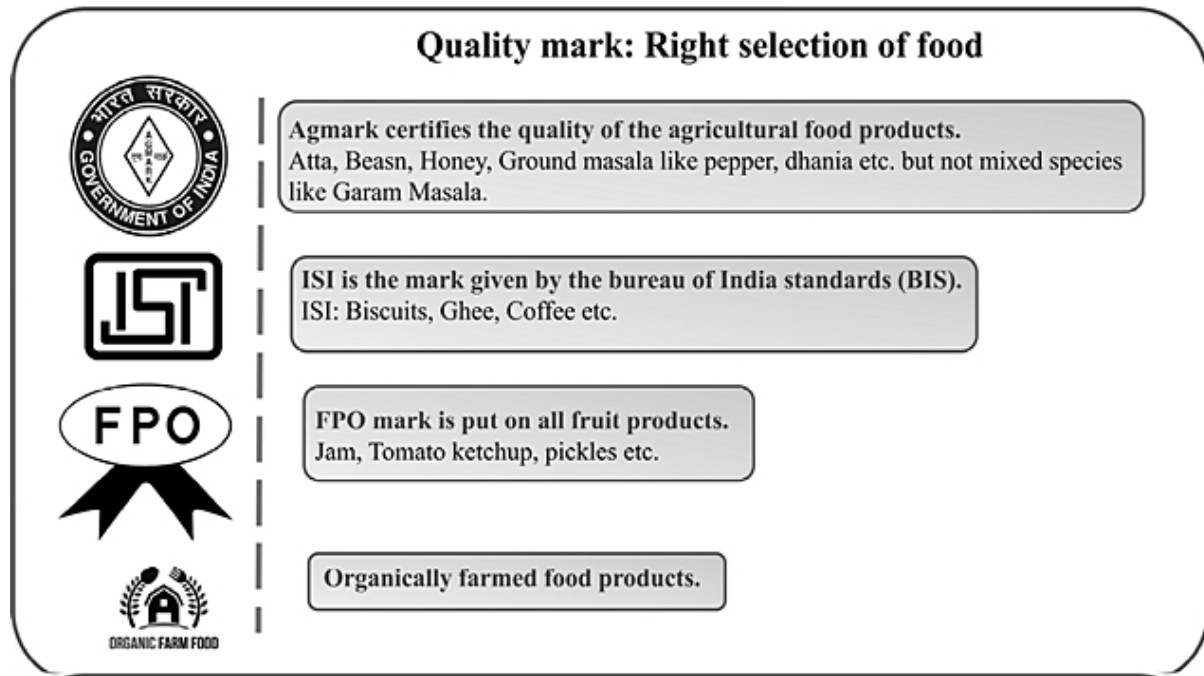 Quality mark: Right selection of food
भारत सरकार
AGMARK
GOVERNMENT OF INDIA
Agmark certifies the quality of the agricultural food products.
Atta, Beasn, Honey, Ground masala like pepper, dhania etc. but not mixed species
like Garam Masala.
ISI
ISI is the mark given by the bureau of India standards (BIS).
ISI: Biscuits, Ghee, Coffee etc.
FPO
FPO mark is put on all fruit products.
Jam, Tomato ketchup, pickles etc.
ORGANIC FARM FOOD
Organically farmed food products.